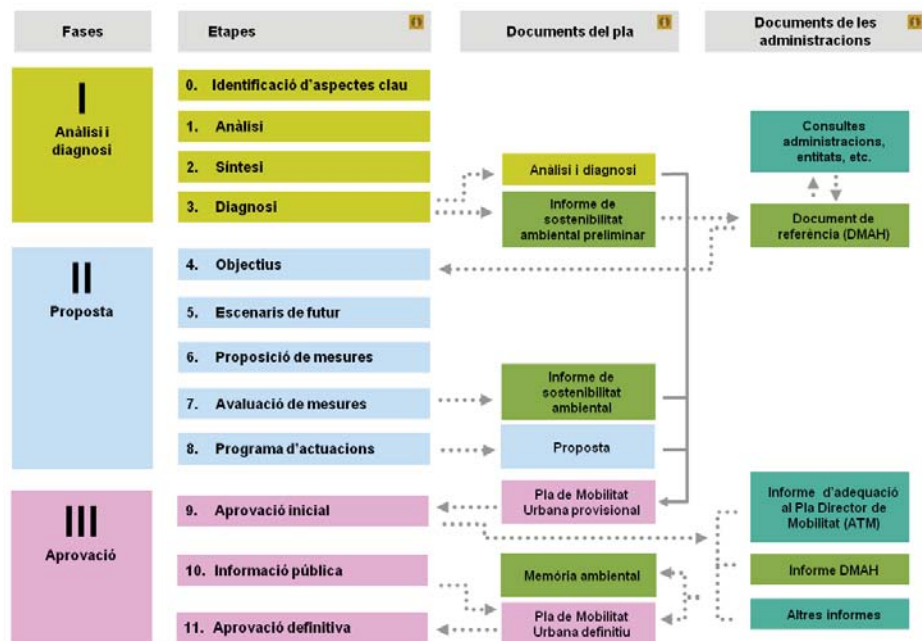 Fases
Etapes
Documents del pla
Documents de les
administracions
I
Anàlisi i
diagnosi
0. Identificació d'aspectes clau
1. Anàlisi
2. Síntesi
3. Diagnosi
Anàlisi i diagnosi
Informe de
sostenibilitat
ambiental preliminar
Consultes
administracions,
entitats, etc.
Document de
referència (DMAH)
II
Proposta
4. Objectius
5. Escenaris de futur
6. Proposició de mesures
7. Avaluació de mesures
8. Programa d'actuacions
Informe de
sostenibilitat
ambiental
Proposta
III
Aprovació
9. Aprovació inicial
10. Informació pública
11. Aprovació definitiva
Pla de Mobilitat
Urbana provisional
Memória ambiental
Pla de Mobilitat
Urbana definitiu
Informe d'adequació
al Pla Director de
Mobilitat (ATM)
Informe DMAH
Altres informes